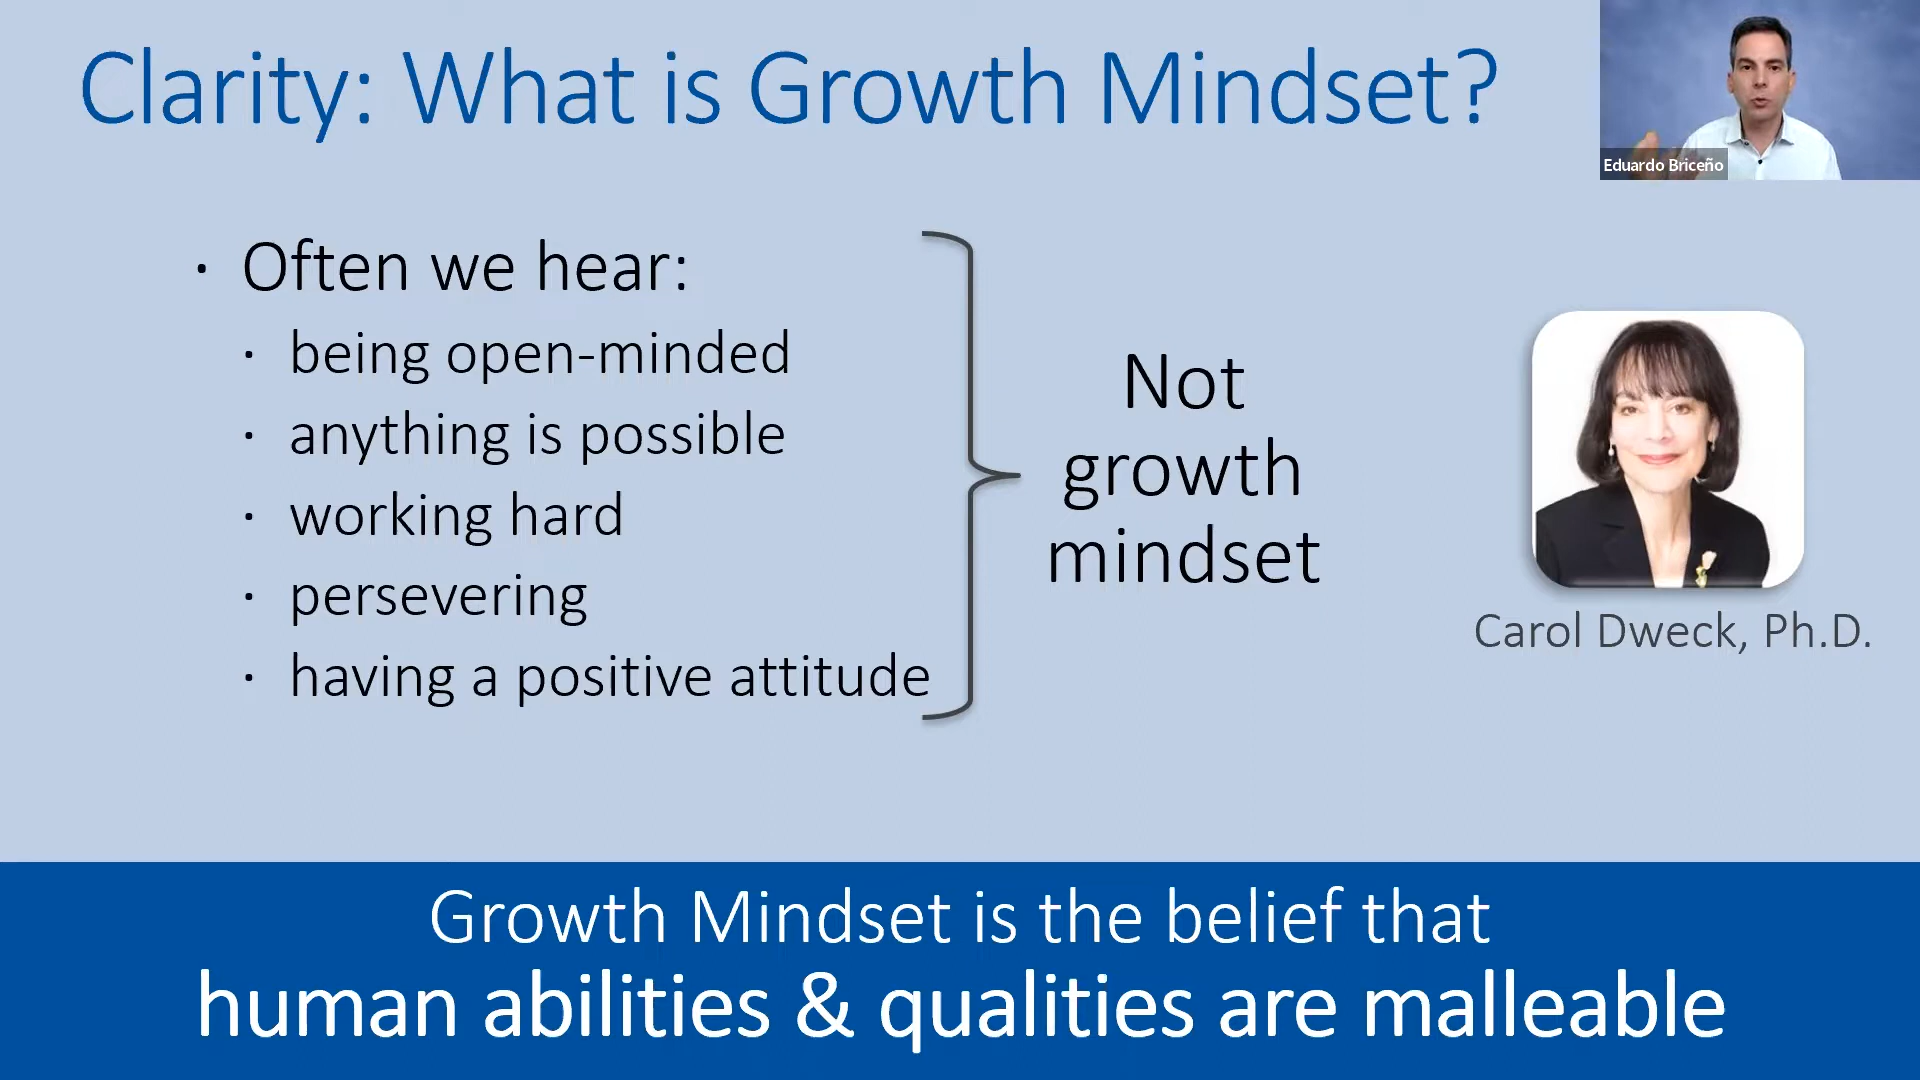 Clarity: What is Growth Mindset?
Eduardo Briceño
· Often we hear:
· being open-minded
· anything is possible
· working hard
· persevering
· having a positive attitude
Not
growth
mindset
Carol Dweck, Ph.D.
Growth Mindset is the belief that
human abilities & qualities are malleable